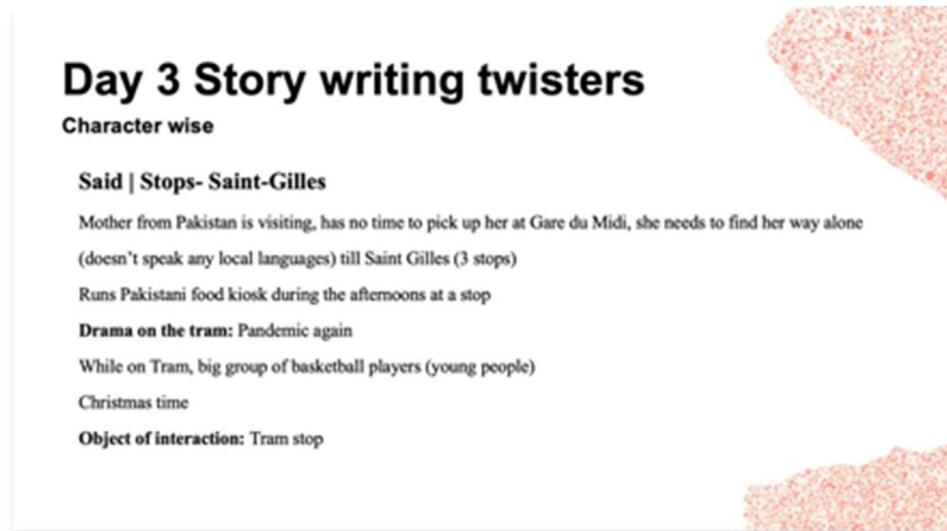 Day 3 Story writing twisters
Character wise
Said | Stops- Saint-Gilles
Mother from Pakistan is visiting, has no time to pick up her at Gare du Midi, she needs to find her way alone
(doesn't speak any local languages) till Saint Gilles (3 stops)
Runs Pakistani food kiosk during the afternoons at a stop
Drama on the tram: Pandemic again
While on Tram, big group of basketball players (young people)
Christmas time
Object of interaction: Tram stop